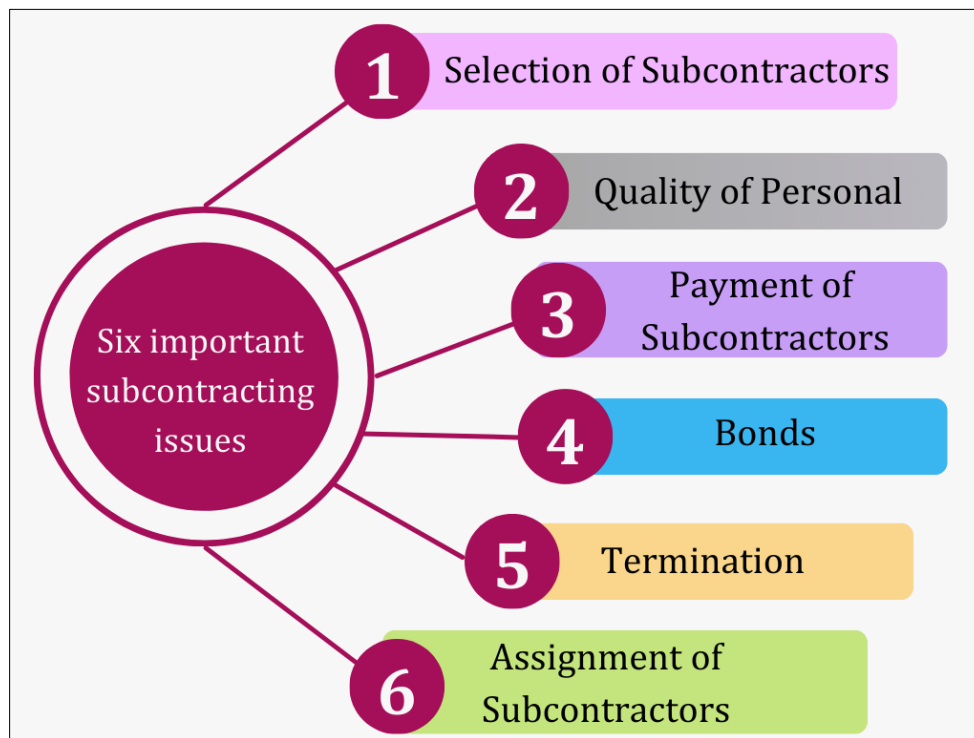 1
Selection of Subcontractors
2
Quality of Personal
3
Payment of
Subcontractors
Six important
subcontracting
issues
4
Bonds
5
Termination
6
Assignment of
Subcontractors